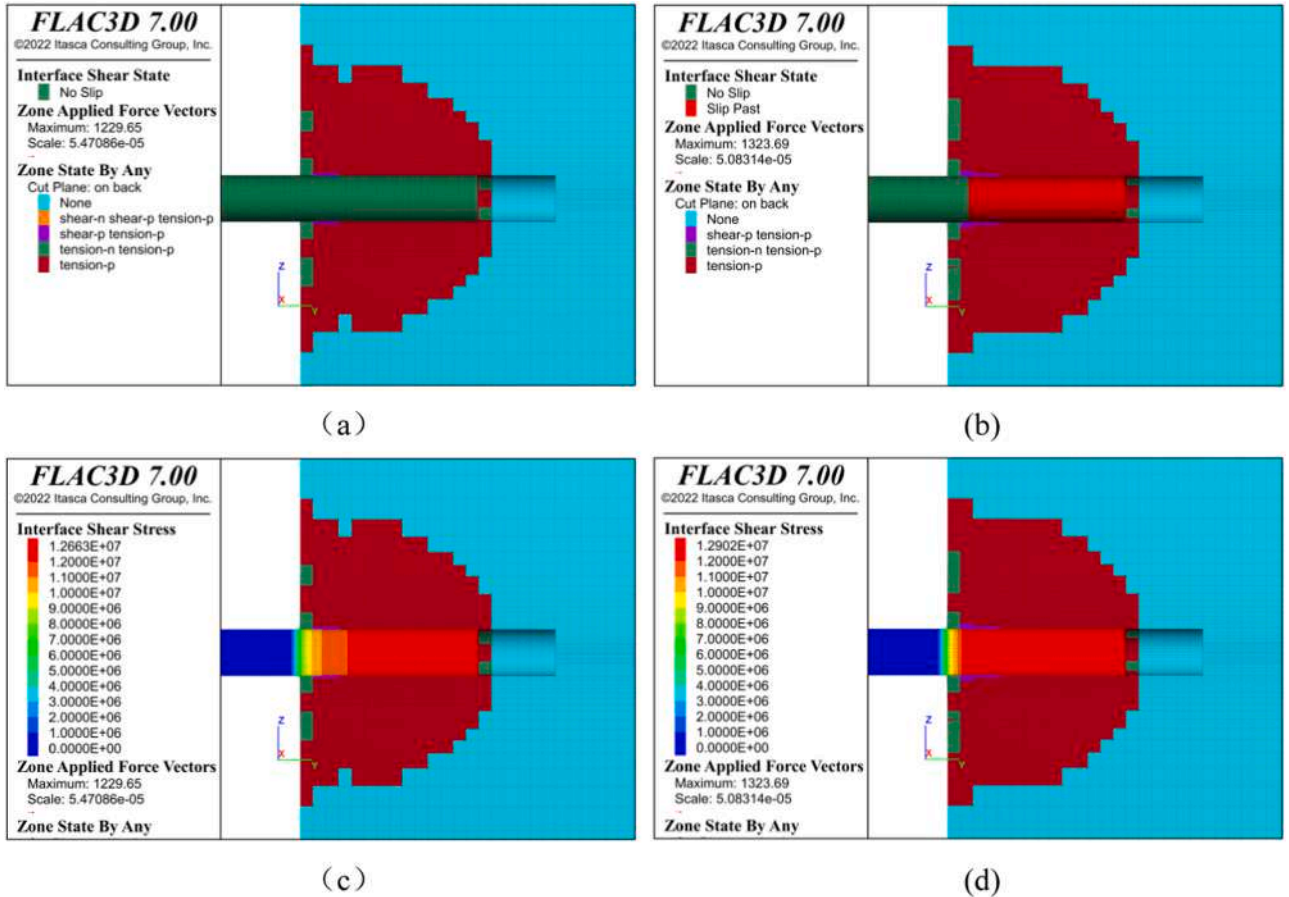 FLAC3D 7.00
©2022 Itasca Consulting Group, Inc.
Interface Shear State
No Slip
Zone Applied Force Vectors
Maximum: 1229.65
Scale: 5.47086e-05
Zone State By Any
Cut Plane: on back
None
shear-n shear-p tension-p
shear-p tension-p
tension-n tension-p
tension-p
Z
X
Y
（a）
FLAC3D 7.00
©2022 Itasca Consulting Group, Inc.
Interface Shear State
No Slip
Slip Past
Zone Applied Force Vectors
Maximum: 1323.69
Scale: 5.08314e-05
Zone State By Any
Cut Plane: on back
None
shear-p tension-p
tension-n tension-p
tension-p
Z
X
Y
(b)
FLAC3D 7.00
©2022 Itasca Consulting Group, Inc.
Interface Shear Stress
1.2663E+07
1.2000E+07
1.1000E+07
1.0000E+07
9.0000E+06
8.0000E+06
7.0000E+06
6.0000E+06
5.0000E+06
4.0000E+06
3.0000E+06
2.0000E+06
1.0000E+06
0.0000E+00
Zone Applied Force Vectors
Maximum: 1229.65
Scale: 5.47086e-05
Zone State By Any
Z
X
Y
（c）
FLAC3D 7.00
©2022 Itasca Consulting Group, Inc.
Interface Shear Stress
1.2902E+07
1.2000E+07
1.1000E+07
1.0000E+07
9.0000E+06
8.0000E+06
7.0000E+06
6.0000E+06
5.0000E+06
4.0000E+06
3.0000E+06
2.0000E+06
1.0000E+06
0.0000E+00
Zone Applied Force Vectors
Maximum: 1323.69
Scale: 5.08314e-05
Zone State By Any
Z
X
Y
(d)